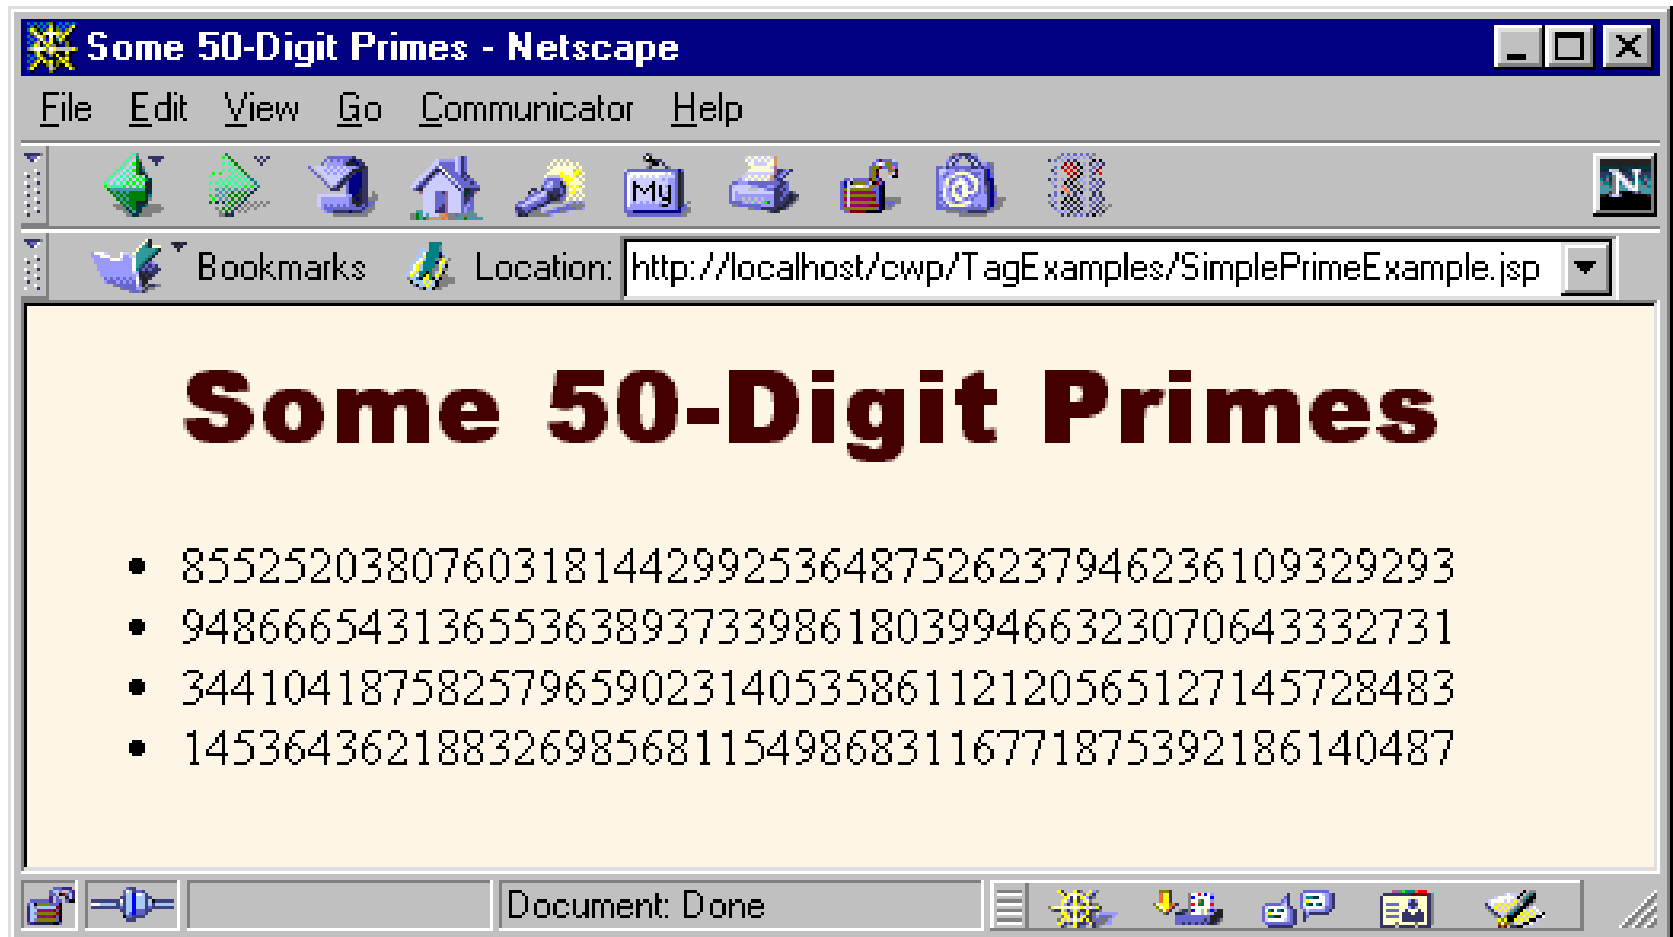 Some 50-Digit Primes - Netscape
File Edit View Go Communicator Help
My N
Bookmarks Location: http://localhost/cwp/TagExamples/SimplePrimeExample.jsp
Some 50-Digit Primes
85525203807603181442992536487526237946236109329293
94866654313655363893733986180399466323070643332731
34410418758257965902314053586112120565127145728483
14536436218832698568115498683116771875392186140487
Document: Done